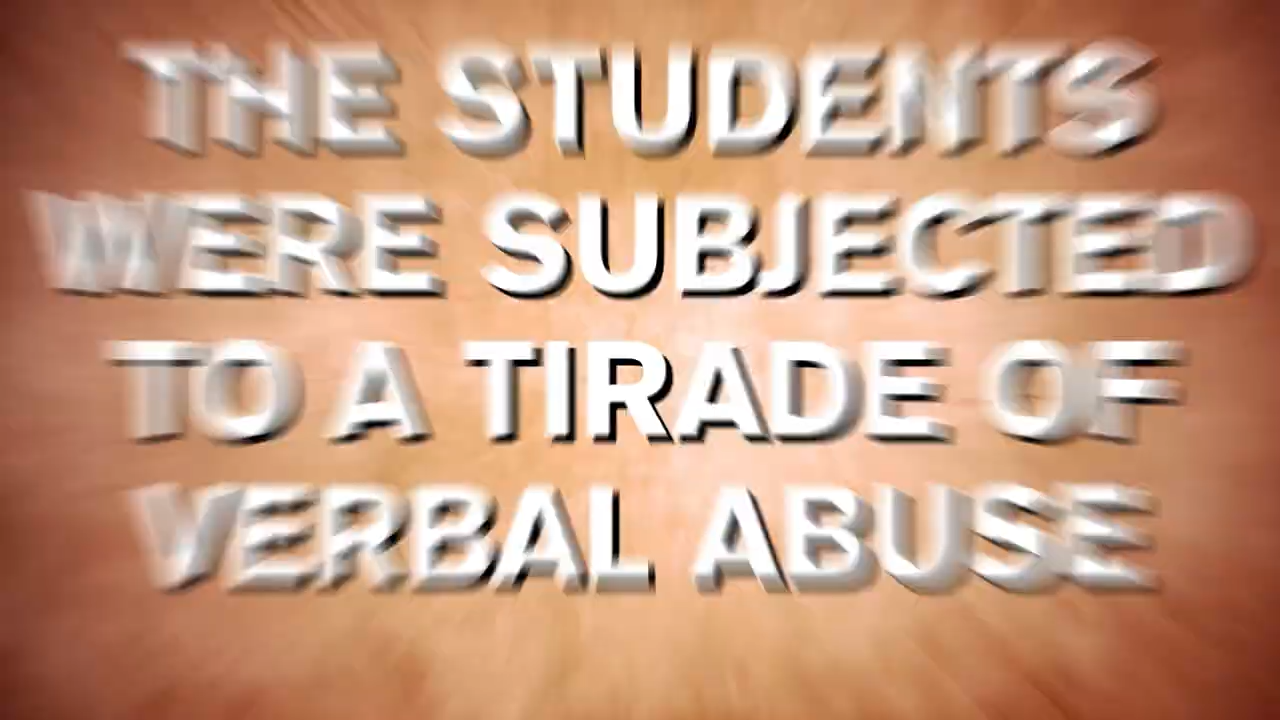 THE STUDENTS
WERE SUBJECTED
TO A TIRADE OF
VERBAL ABUSE